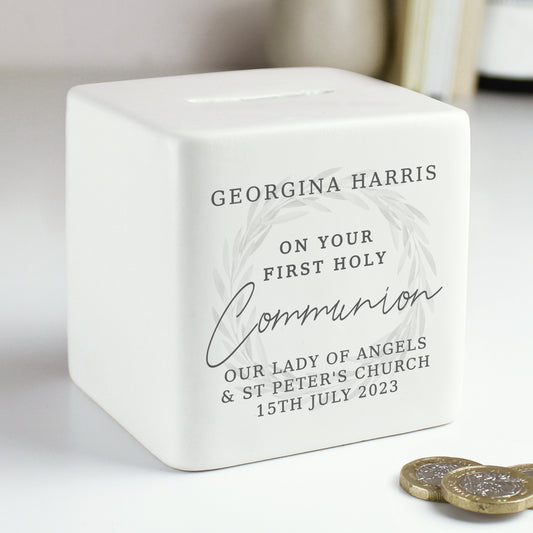 GEORGINA HARRIS
ON YOUR
FIRST HOLY
Communion
OUR LADY OF ANGELS
& ST PETER'S CHURCH
15TH JULY 2023